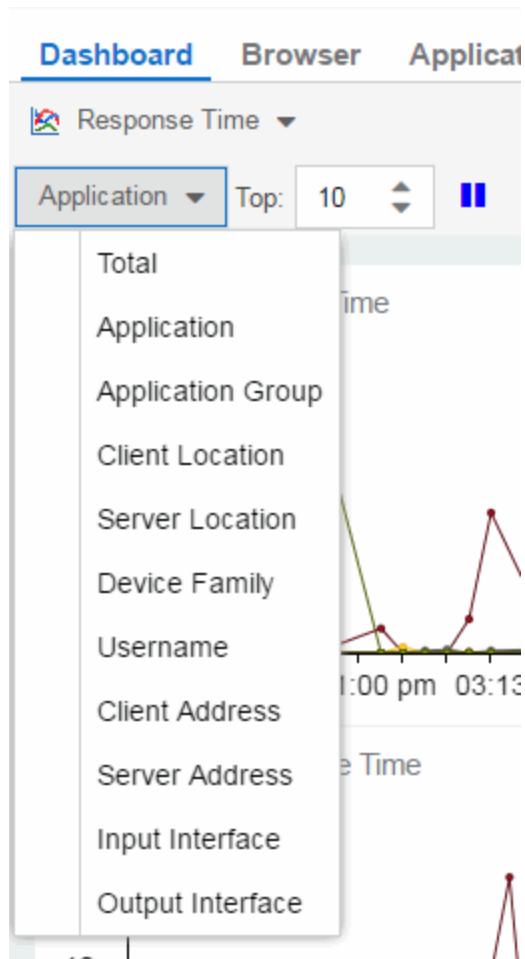 Dashboard Browser Applicat
Response Time
Application Top: 10
Total
Application
Application Group
Client Location
Server Location
Device Family
Username
Client Address
Server Address
Input Interface
Output Interface
ime
:00 pm 03:13
e Time